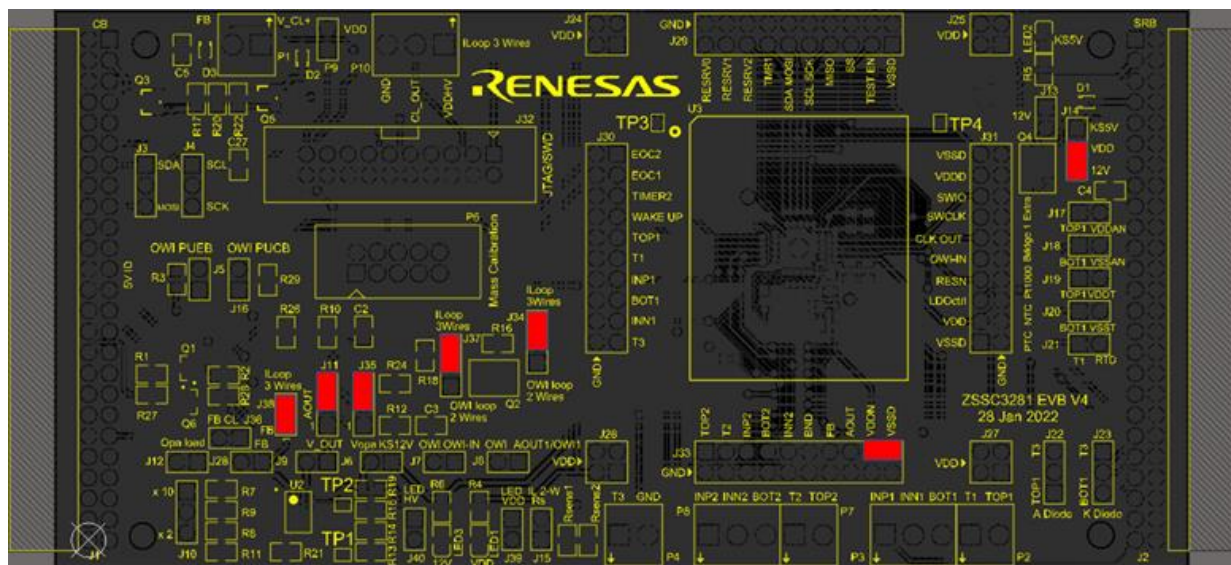 CB
FB
V_CL+
VDD
ILoop 3 Wires
J24
VDD
GND
J29
J25
VDD
LED2
KS5V
SRB
C5
D3
P1
D2
P9
P10
GND
CL_OUT
VDDHV
RENESAS
RESRV0
RESRV1
RESRV2
TMR1
SDA MOSI
SCL SCK
MISO
SS
TEST EN
VSSD
R5
J13
12V
J14
D1
KS5V
VDD
12V
Q3
R17
R20
R22
Q5
J32
JTAG/SWD
U3
TP3
TP4
Q4
C4
J3
SDA
MOSI
J4
SCL
SCK
C27
J30
EOC2
EOC1
TIMER2
WAKE UP
TOP1
T1
INP1
BOT1
INN1
T3
GND
J31
VSSD
VDDD
SWIO
SWCLK
CLK OUT
OWI-IN
RESN
LDOctrl
VDD
VSSD
GND
PTC NTC Pt1000 Bridge 1 Extra
J17
TOP1 VDDAN
J18
BOT1 VSSAN
J19
TOP1 VDDT
J20
BOT1 VSST
J21
T1 RTD
P6
Mass Calibration
OWI PUEB
OWI PUCB
5V IO
R3
J5
J16
R29
R26
R10
C2
ILoop
3Wires
J37
R16
ILoop
3Wires
J34
R1
Q1
R2
R27
R28
Q6
ILoop
3 Wires
J38
FB
J11
AOUT
J35
R24
R18
Q2
OWI loop
2 Wires
OWI loop
2 Wires
R12
C3
FB CL
J36
Opa load
FB
V_OUT
Vopa KS12V
OWI OWI-IN
OWI
AOUT1/OWI1
J12
J28
J9
J6
J7
J8
J26
VDD
TOP2
T2
INP2
BOT2
INN2
END
FB
AOUT
VDDN
VSSD
J33
GND
ZSSC3281 EVB V4
28 Jan 2022
J27
VDD
J22
J23
T3
TOP1
A Diode
T3
BOT1
K Diode
x 10
x 2
J10
R7
R9
R8
R11
U2
R21
TP2
TP1
R19
R15
R14
R13
LED
HV
J40
R6
LED3
12V
R4
LED1
VDD
LED
VDD
J39
IL 2-W
J15
Rsens1
Rsens2
T3
GND
P4
P8
INP2
INN2
BOT2
T2
TOP2
P7
P3
INP1
INN1
BOT1
T1
TOP1
P2
J1
J2